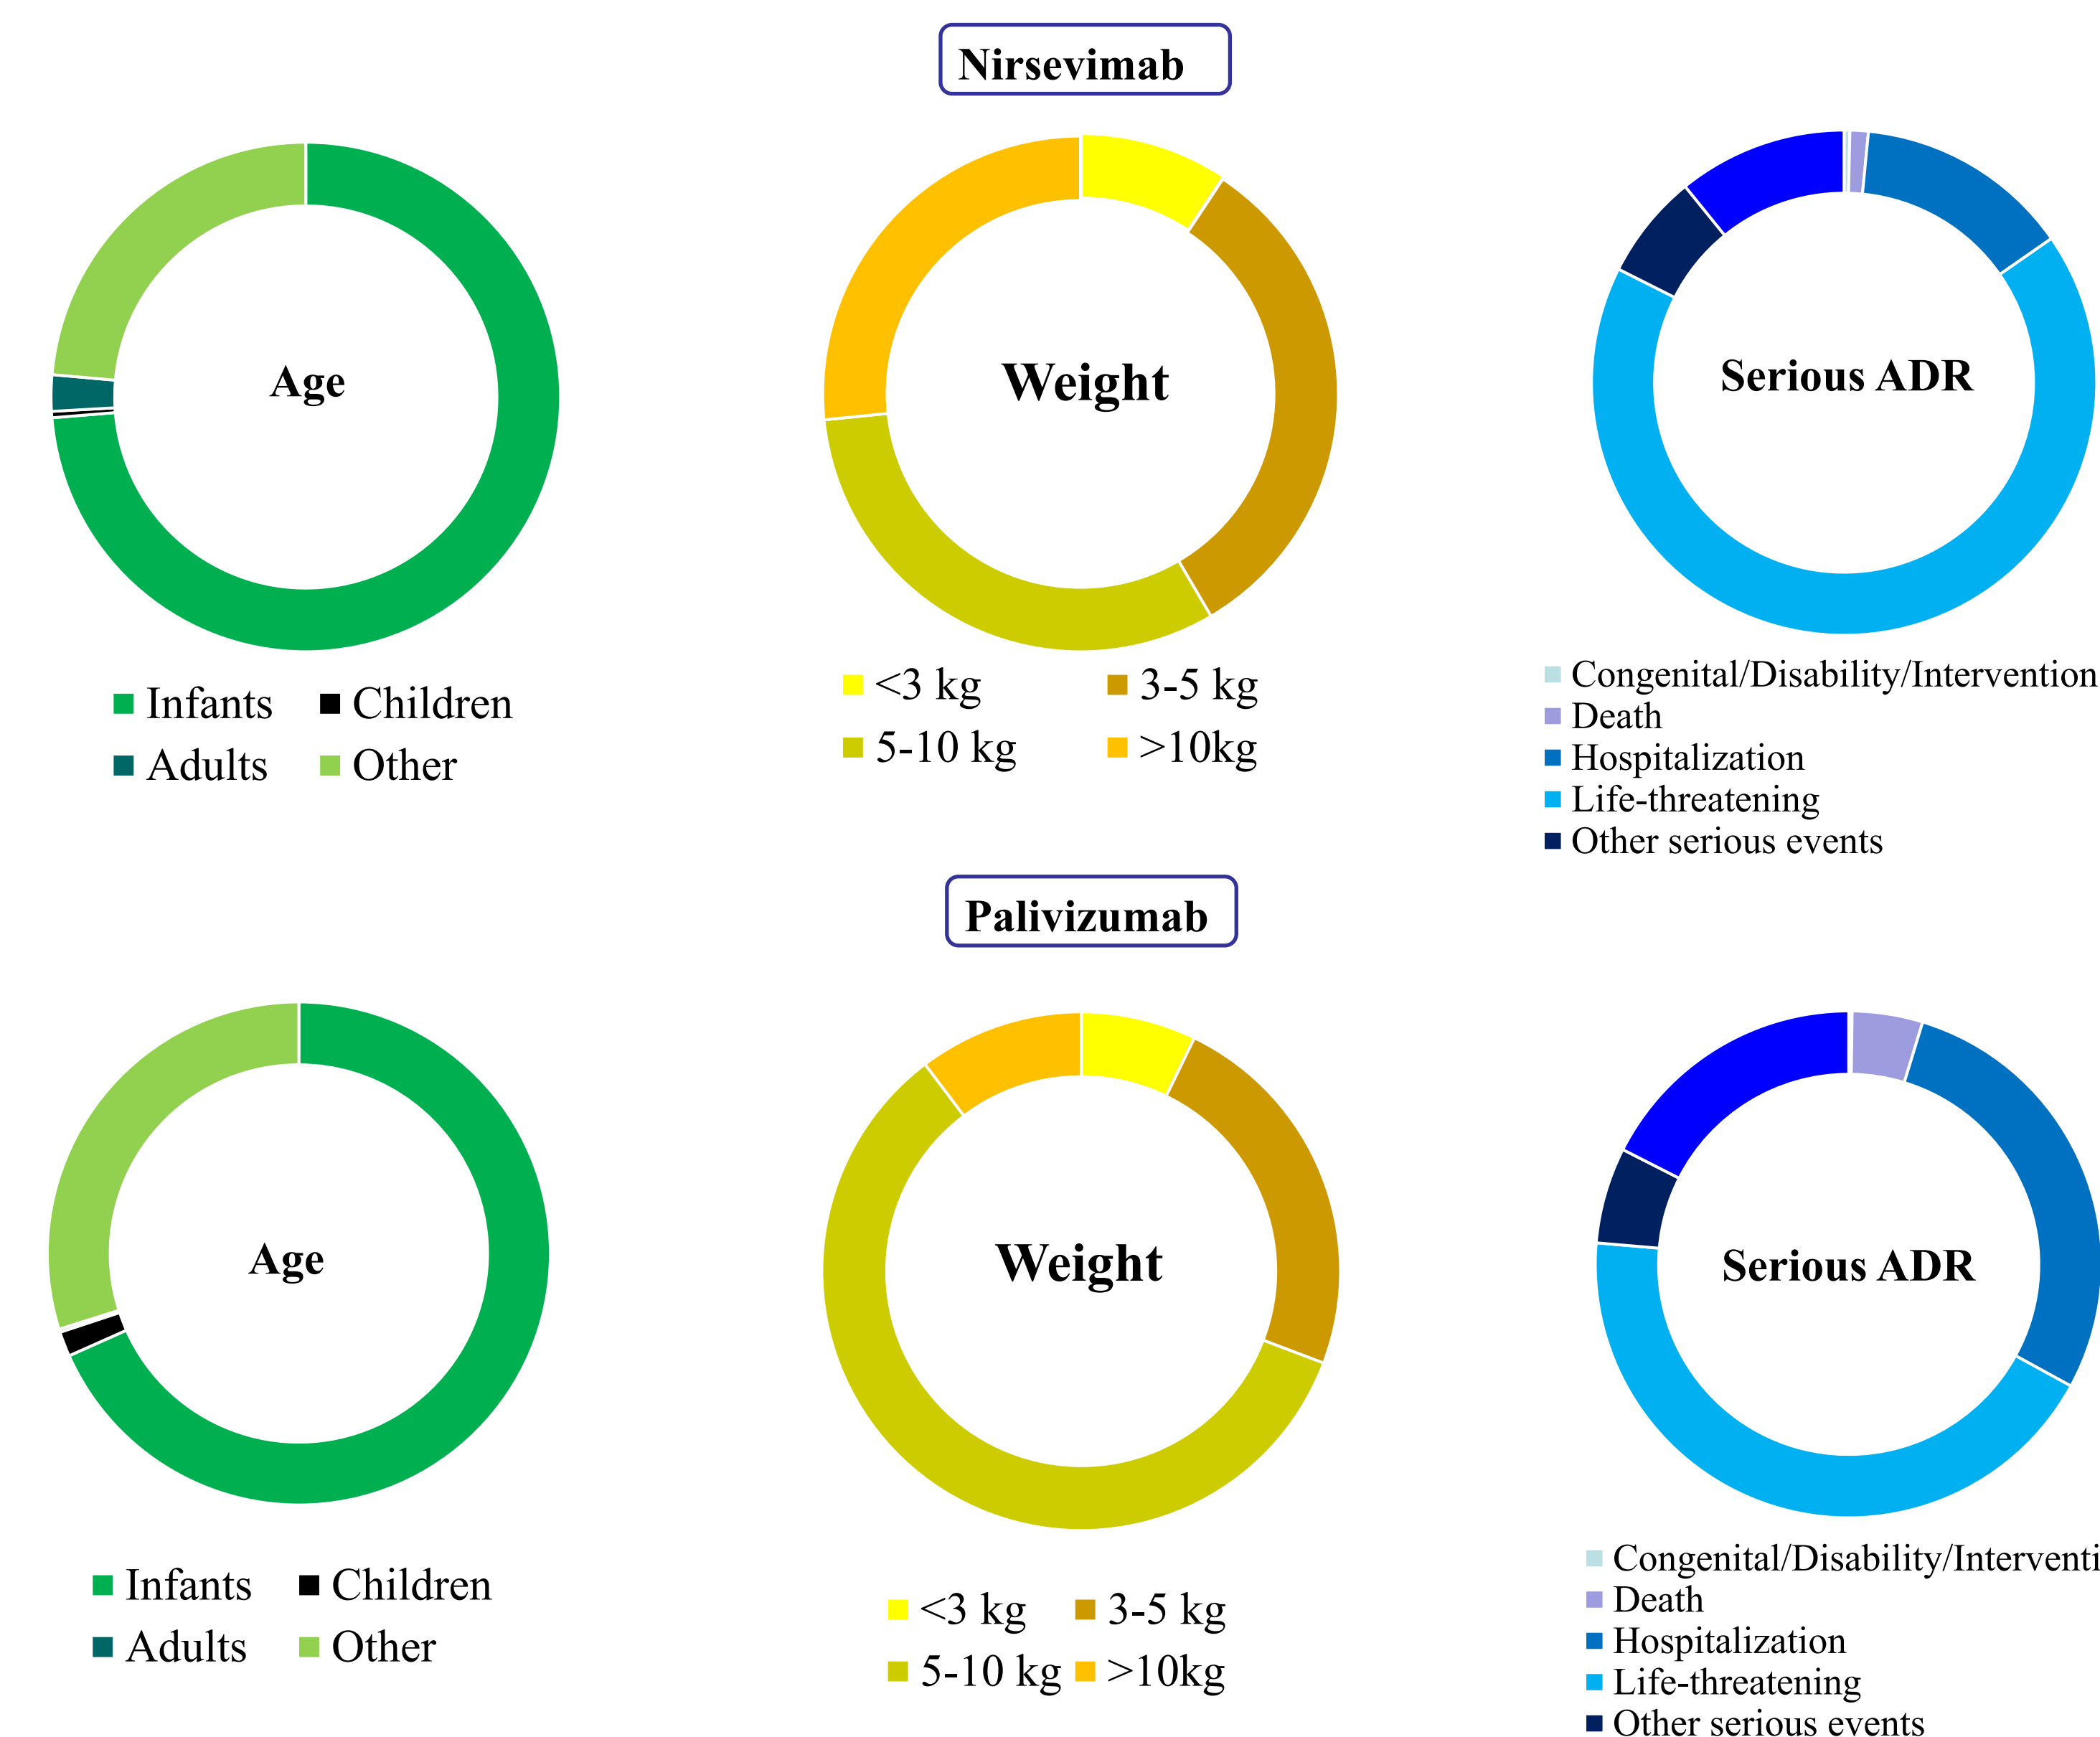 Nirsevimab
Age
Weight
Serious ADR
Infants
Children
Adults
Other
<3 kg
3-5 kg
5-10 kg
>10kg
Congenital/Disability/Intervention
Death
Hospitalization
Life-threatening
Other serious events
Palivizumab
Age
Weight
Serious ADR
Infants
Children
Adults
Other
<3 kg
3-5 kg
5-10 kg
>10kg
Congenital/Disability/Interventi
Death
Hospitalization
Life-threatening
Other serious events